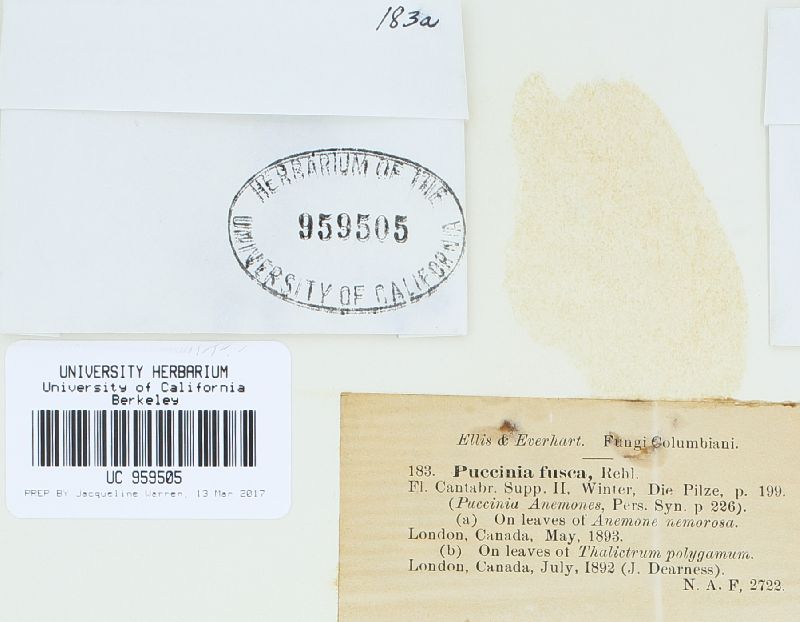 183a
HERBARIUM OF THE
959505
UNIVERSITY OF CALIFORNIA
UNIVERSITY HERBARIUM
University of California
Berkeley
UC 959505
PREP BY Jacqueline Warren, 13 Mar 2017
Ellis & Everhart. Fungi Columbiani.
183. Puccinia fusca, Rebl.
Fl. Cantabr. Supp. II, Winter, Die Pilze, p. 199.
(Puccinia Anemones, Pers. Syn. p 226).
(a) On leaves of Anemone nemorosa.
London, Canada, May, 1893.
(b) On leaves of Thalictrum polygamum.
London, Canada, July, 1892 (J. Dearness).
N. A. F, 2722.